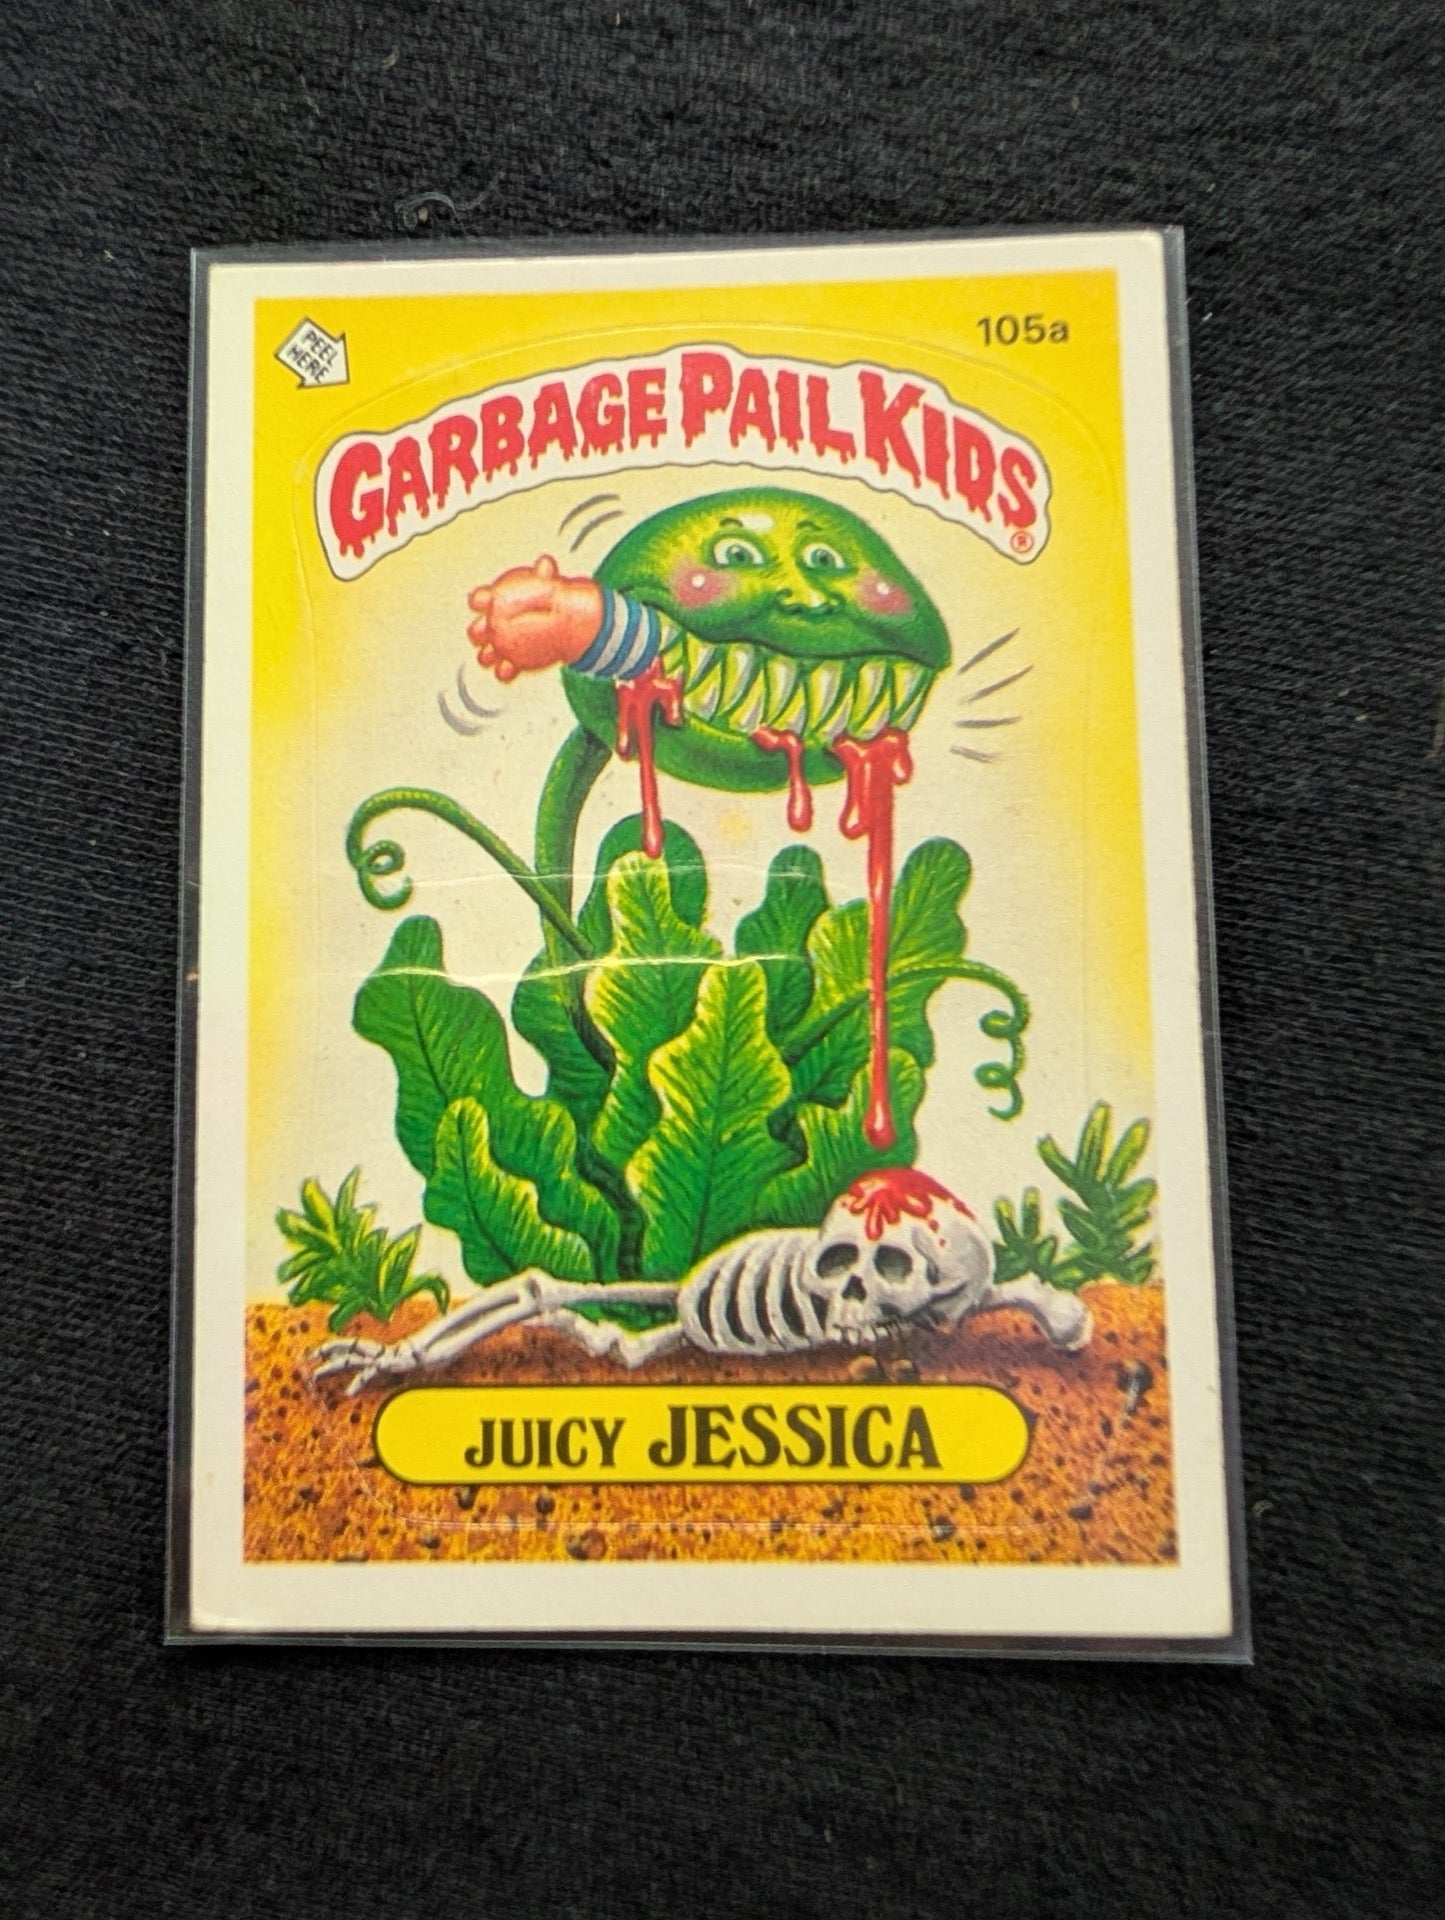 PEEL
HERE
105a
GARBAGE PAIL KIDS
®
JUICY JESSICA